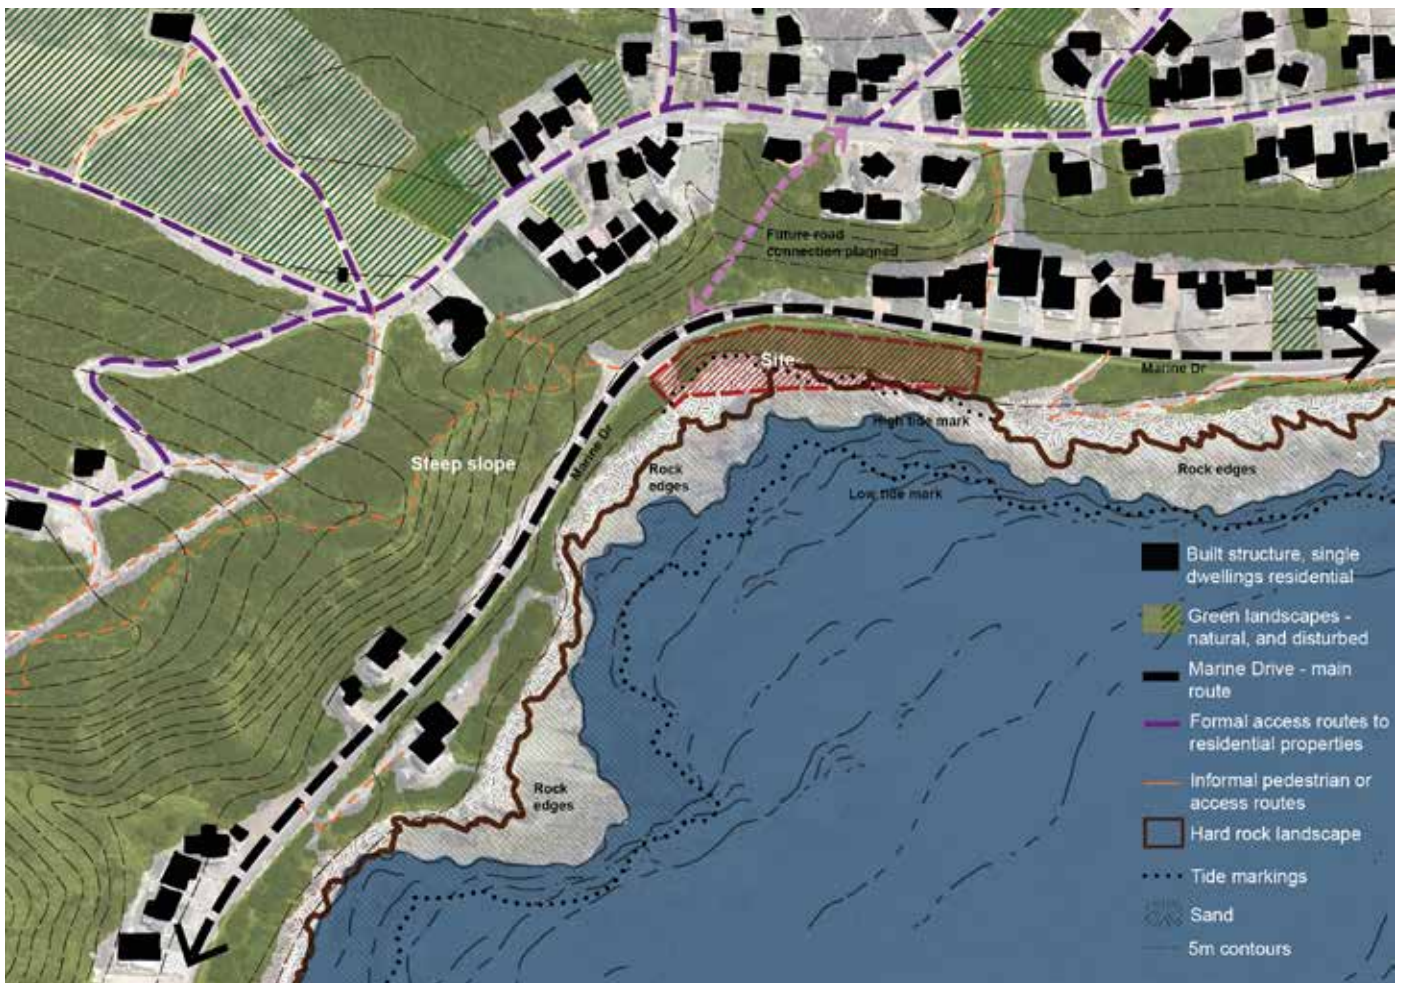 Future road
connection planned
Site
Marine Dr
High tide mark
Steep slope
Marine Dr
Rock
edges
Rock edges
Low tide mark
Rock
edges
Built structure, single
dwellings residential
Green landscapes -
natural, and disturbed
Marine Drive - main
route
Formal access routes to
residential properties
Informal pedestrian or
access routes
Hard rock landscape
Tide markings
Sand
5m contours